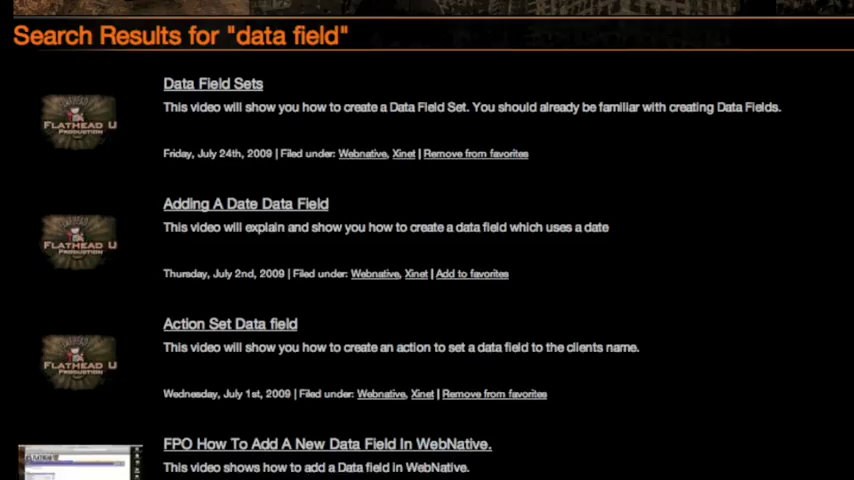 Search Results for "data field"
Data Field Sets
This video will show you how to create a Data Field Set. You should already be familiar with creating Data Fields.
FLATHEAD U
PRODUCTION
Friday, July 24th, 2009 | Filed under: Webnative, Xinet | Remove from favorites
Adding A Date Data Field
This video will explain and show you how to create a data field which uses a date
FLATHEAD U
PRODUCTION
Thursday, July 2nd, 2009 | Filed under: Webnative, Xinet | Add to favorites
Action Set Data field
This video will show you how to create an action to set a data field to the clients name.
FLATHEAD U
PRODUCTION
Wednesday, July 1st, 2009 | Filed under: Webnative, Xinet | Remove from favorites
FPO How To Add A New Data Field In WebNative.
This video shows how to add a Data field in WebNative.